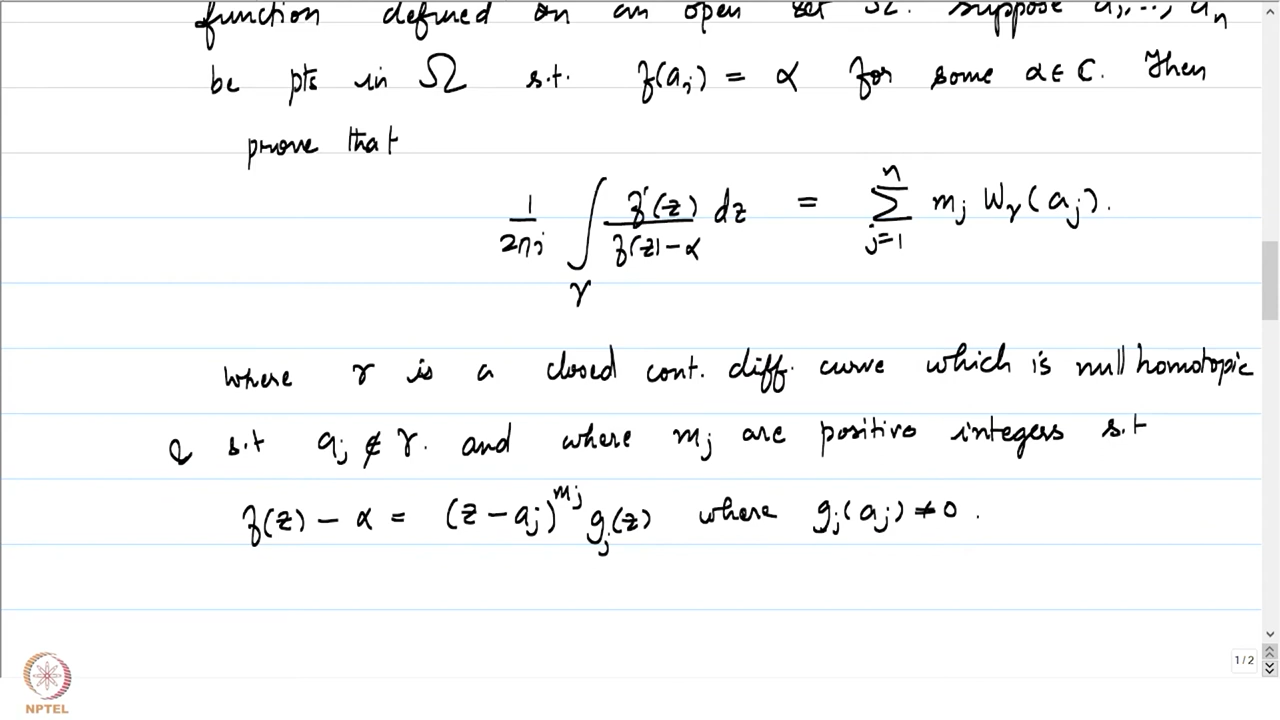 function defined on an open set Ω. Suppose a₁,..., aₙ
be pts in Ω s.t. f(aⱼ) = α for some α ∈ C. Then
prove that
1/2πi ∫_γ f'(z)/(f(z)-α) dz = Σ_{j=1}^{n} mⱼ W_γ(aⱼ).
where γ is a closed cont. diff. curve which is null homotopic
& s.t aⱼ ∉ γ. and where mⱼ are positive integers s.t
f(z) - α = (z - aⱼ)^{mⱼ} gⱼ(z) where gⱼ(aⱼ) ≠ 0.
1/2
NPTEL